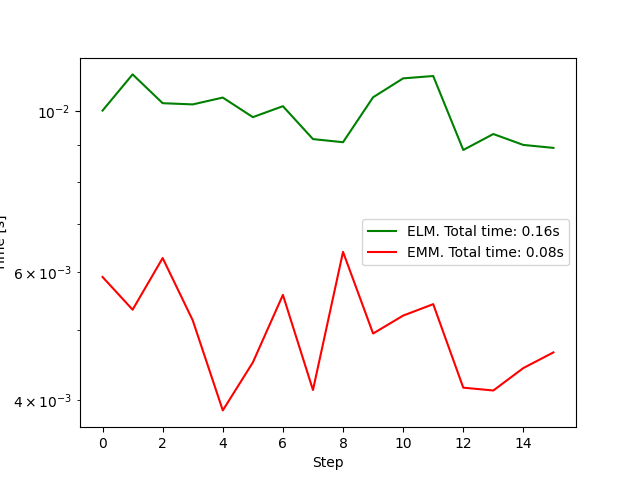 10⁻²
6 × 10⁻³
4 × 10⁻³
Time [s]
ELM. Total time: 0.16s
EMM. Total time: 0.08s
0 2 4 6 8 10 12 14
Step